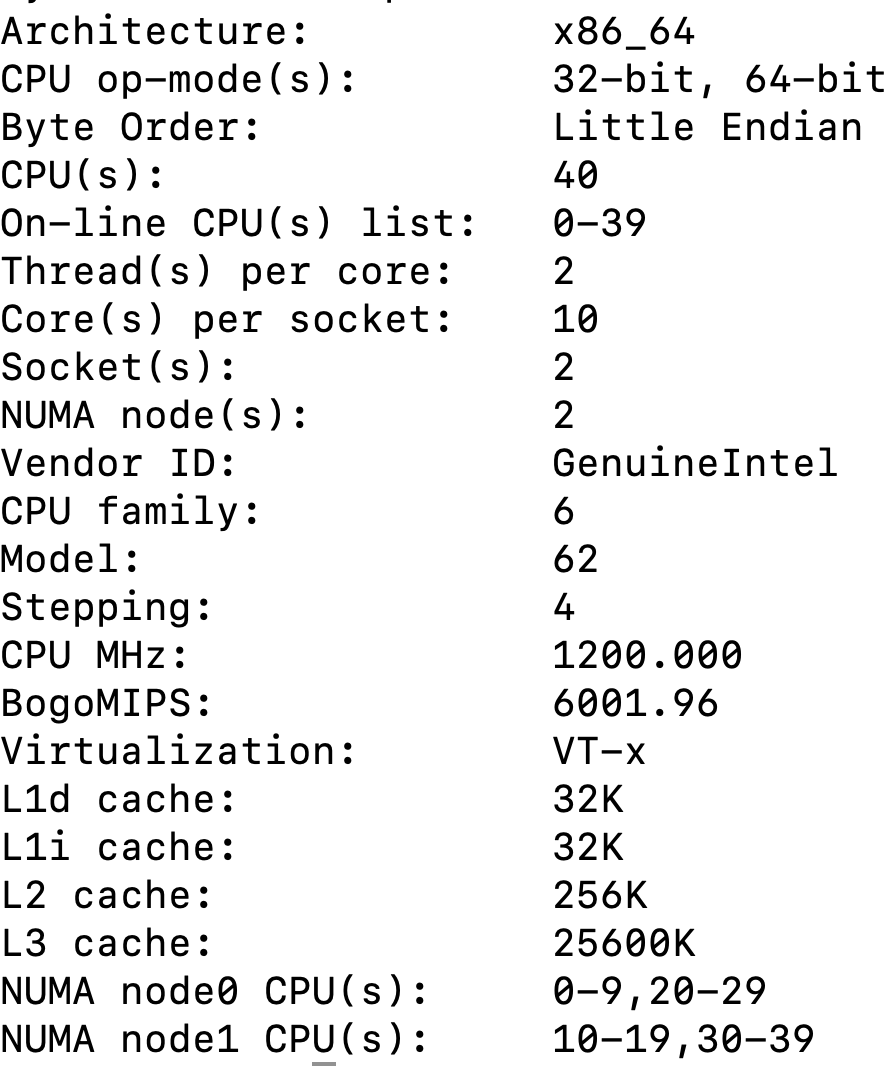 Architecture: x86_64
CPU op-mode(s): 32-bit, 64-bit
Byte Order: Little Endian
CPU(s): 40
On-line CPU(s) list: 0-39
Thread(s) per core: 2
Core(s) per socket: 10
Socket(s): 2
NUMA node(s): 2
Vendor ID: GenuineIntel
CPU family: 6
Model: 62
Stepping: 4
CPU MHz: 1200.000
BogoMIPS: 6001.96
Virtualization: VT-x
L1d cache: 32K
L1i cache: 32K
L2 cache: 256K
L3 cache: 25600K
NUMA node0 CPU(s): 0-9,20-29
NUMA node1 CPU(s): 10-19,30-39